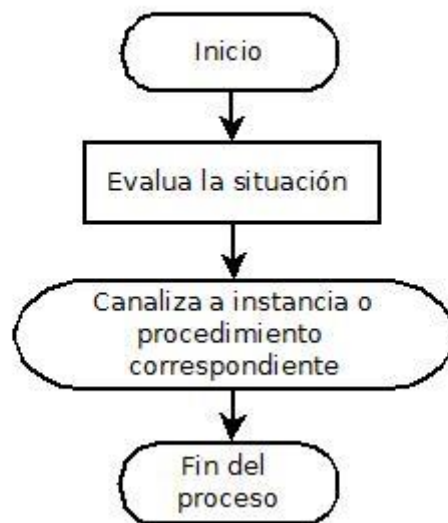 Inicio
Evalua la situación
Canaliza a instancia o
procedimiento
correspondiente
Fin del
proceso